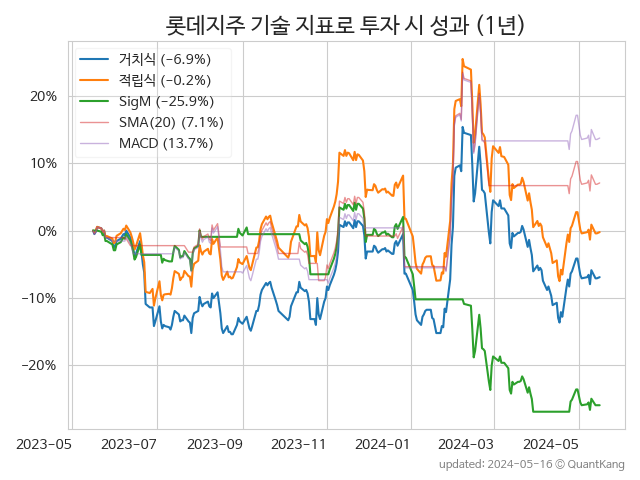 롯데지주 기술 지표로 투자 시 성과 (1년)
거치식 (−6.9%)
적립식 (−0.2%)
SigM (−25.9%)
SMA(20) (7.1%)
MACD (13.7%)
20%
10%
0%
−10%
−20%
2023-05 2023-07 2023-09 2023-11 2024-01 2024-03 2024-05
updated: 2024-05-16 © QuantKang